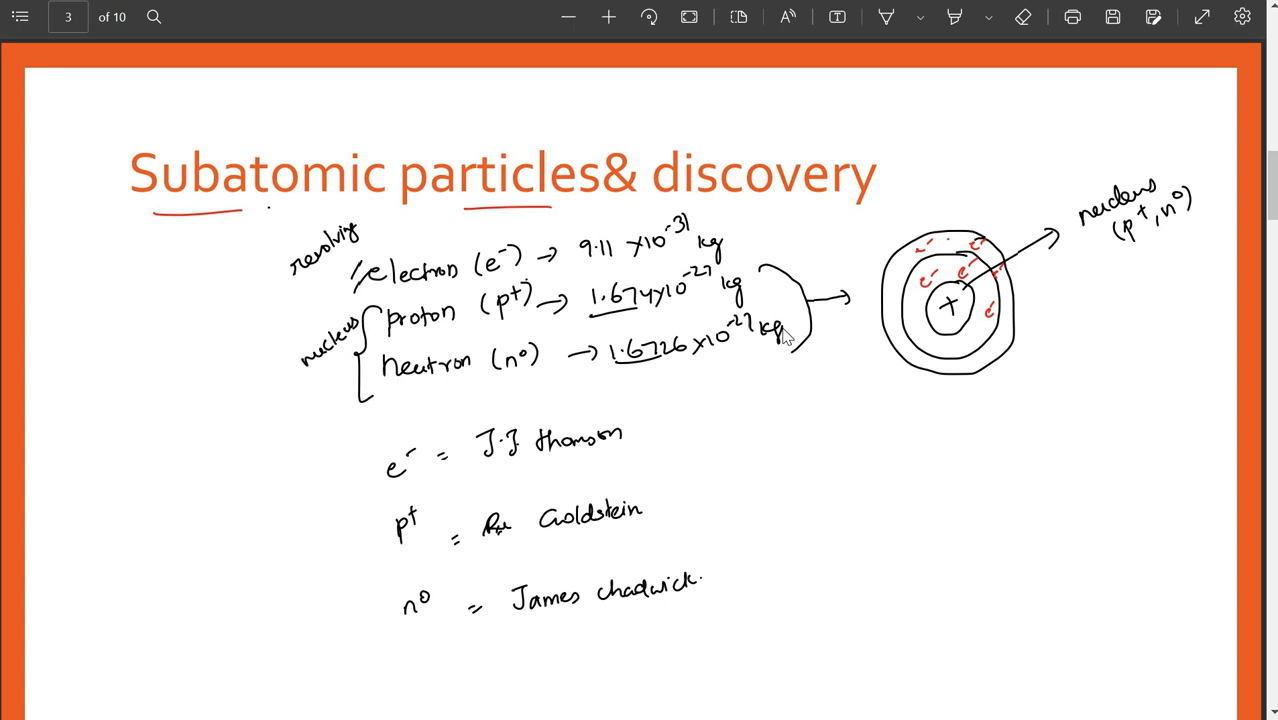 3 of 10
Subatomic particles& discovery
revolving
electron (e⁻) → 9.11 ×10⁻³¹ kg
nucleus
proton (p⁺) → 1.674×10⁻²⁷ kg
neutron (n⁰) → 1.6726 ×10⁻²⁷ kg
nucleus
(p⁺, n⁰)
e⁻ e⁻
e⁻ e⁻ e⁻
+ e⁻
e⁻ = J.J thomson
p⁺ = Goldstein
n⁰ = James chadwick.